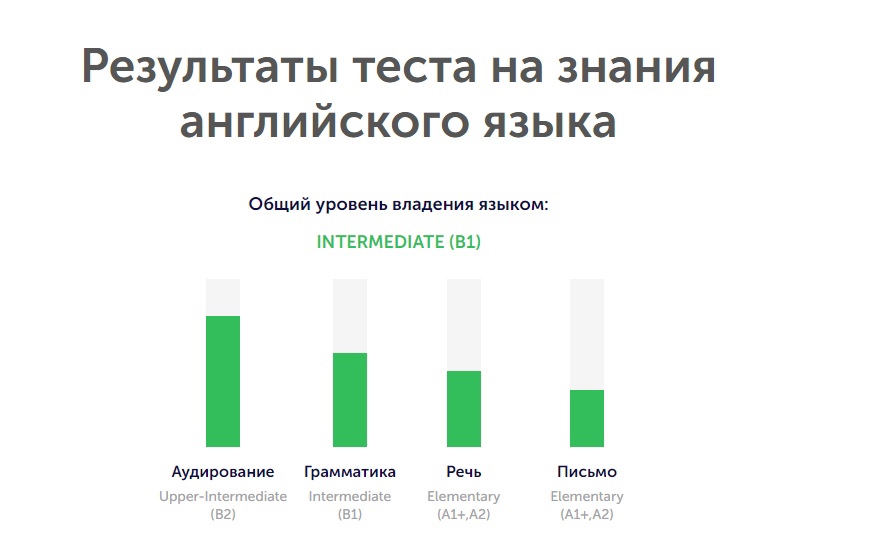 Результаты теста на знания
английского языка
Общий уровень владения языком:
INTERMEDIATE (B1)
Аудирование
Upper-Intermediate
(B2)
Грамматика
Intermediate
(B1)
Речь
Elementary
(A1+,A2)
Письмо
Elementary
(A1+,A2)